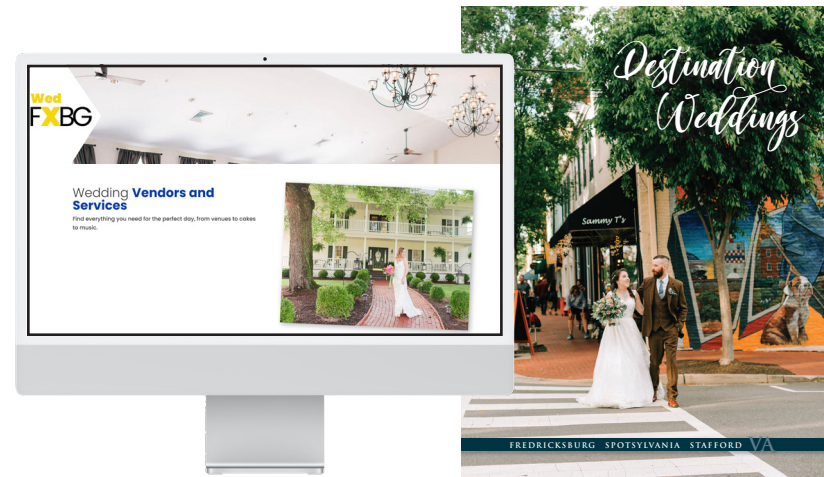 Wed
FXBG
Wedding Vendors and
Services
Find everything you need for the perfect day, from venues to cakes
to music.
Destination
Weddings
Sammy T's
FREDRICKSBURG SPOTSYLVANIA STAFFORD VA